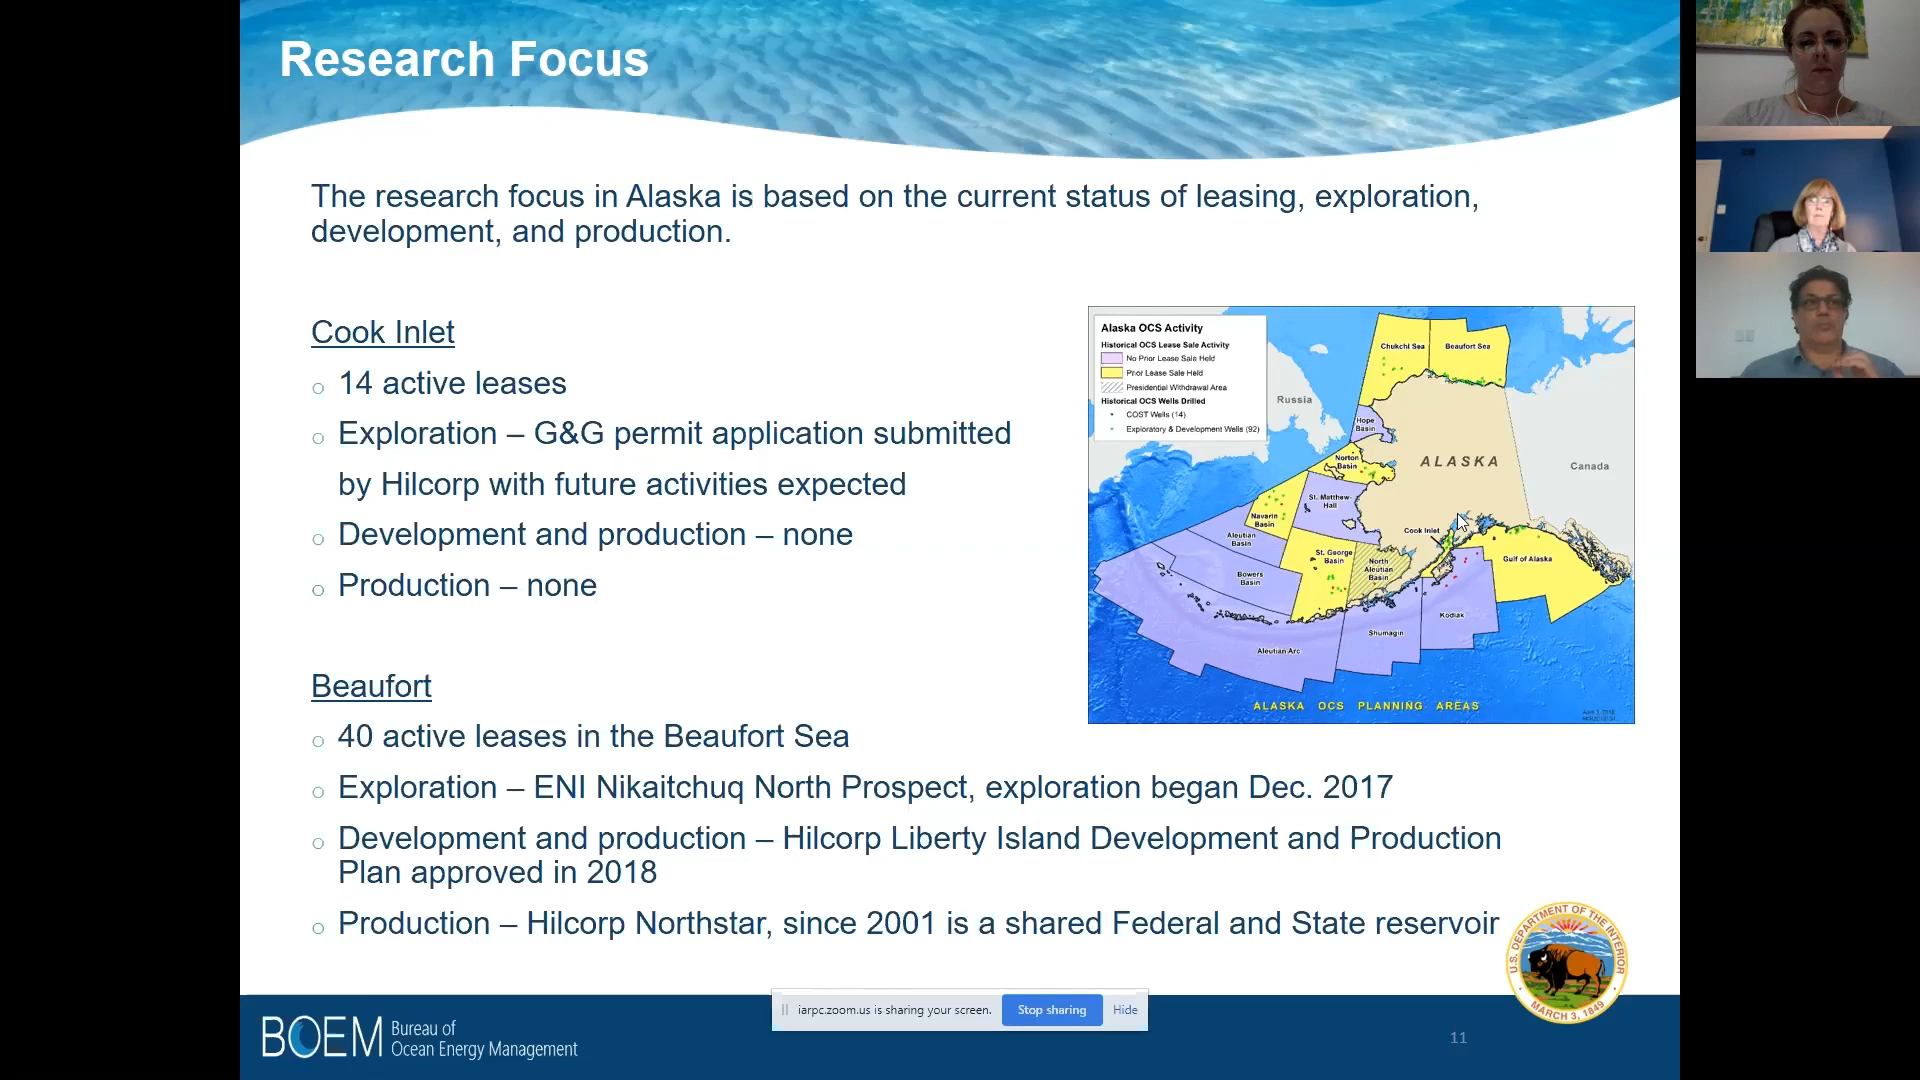 Research Focus
The research focus in Alaska is based on the current status of leasing, exploration,
development, and production.
Cook Inlet
o 14 active leases
o Exploration – G&G permit application submitted
by Hilcorp with future activities expected
o Development and production – none
o Production – none
Beaufort
o 40 active leases in the Beaufort Sea
o Exploration – ENI Nikaitchuq North Prospect, exploration began Dec. 2017
o Development and production – Hilcorp Liberty Island Development and Production
Plan approved in 2018
o Production – Hilcorp Northstar, since 2001 is a shared Federal and State reservoir
Alaska OCS Activity
Historical OCS Lease Sale Activity
No Prior Lease Sale Held
Prior Lease Sale Held
Presidential Withdrawal Area
Historical OCS Wells Drilled
COST Wells (14)
Exploratory & Development Wells (92)
Chukchi Sea
Beaufort Sea
Russia
Hope
Basin
Norton
Basin
ALASKA
Canada
St. Matthew-
Hall
Navarin
Basin
Cook Inlet
Aleutian
Basin
St. George
Basin
North
Aleutian
Basin
Gulf of Alaska
Bowers
Basin
Kodiak
Shumagin
Aleutian Arc
ALASKA OCS PLANNING AREAS
U.S. DEPARTMENT OF THE INTERIOR
MARCH 3, 1849
iarpc.zoom.us is sharing your screen.
Stop sharing
Hide
BOEM
Bureau of
Ocean Energy Management
11